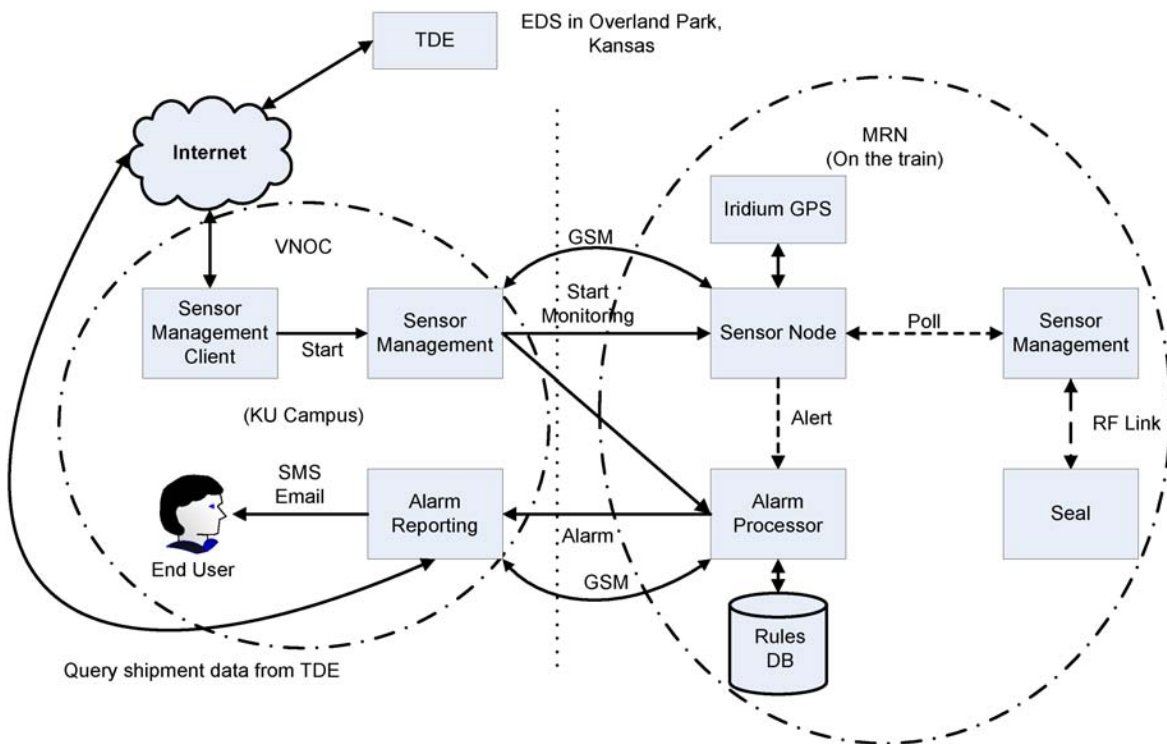 TDE
EDS in Overland Park,
Kansas
Internet
MRN
(On the train)
Iridium GPS
VNOC
GSM
Sensor
Management
Client
Start
Sensor
Management
Start
Monitoring
Sensor Node
Poll
Sensor
Management
(KU Campus)
Alert
RF Link
SMS
Email
End User
Alarm
Reporting
Alarm
Alarm
Processor
Seal
GSM
Rules
DB
Query shipment data from TDE